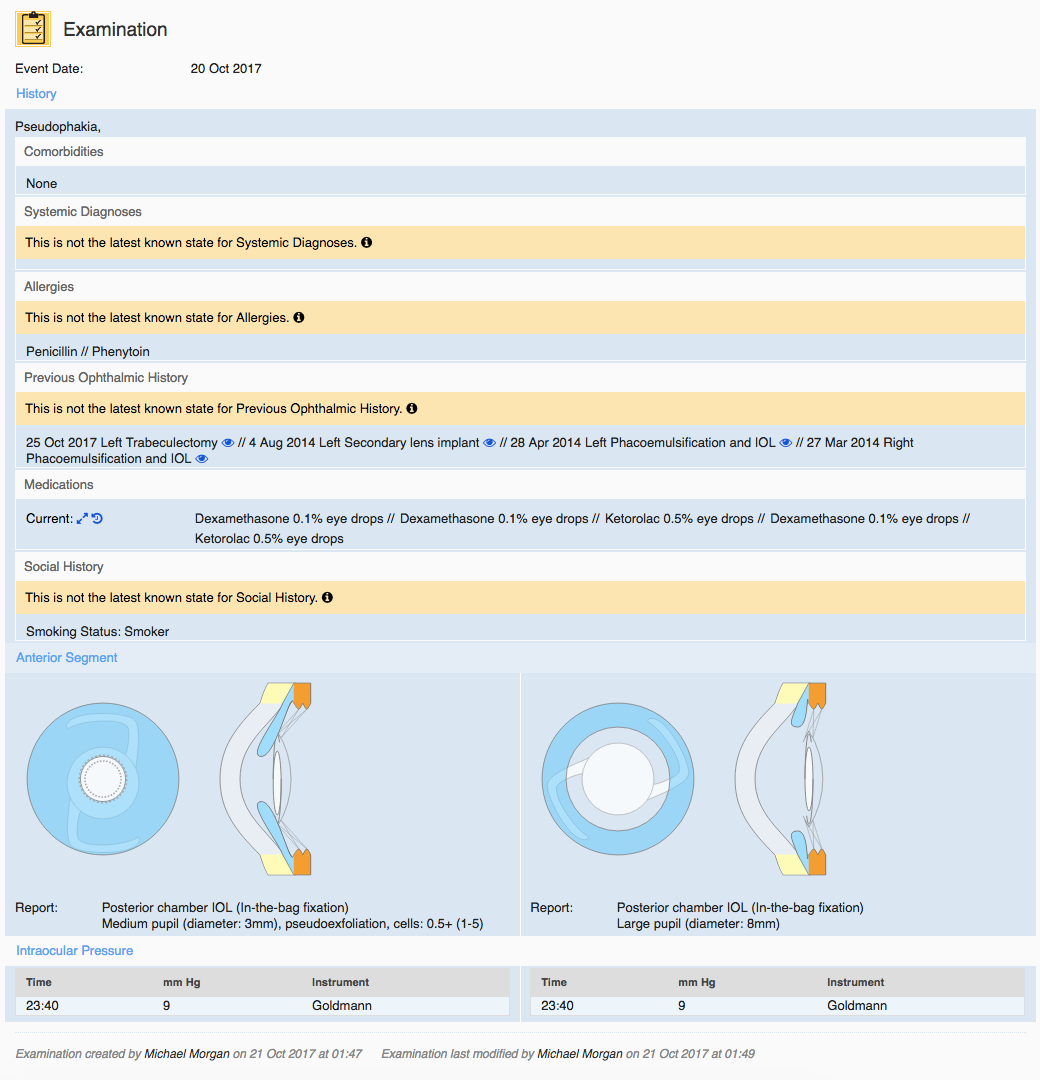 Examination
Event Date: 20 Oct 2017
History
Pseudophakia,
Comorbidities
None
Systemic Diagnoses
This is not the latest known state for Systemic Diagnoses.
Allergies
This is not the latest known state for Allergies.
Penicillin // Phenytoin
Previous Ophthalmic History
This is not the latest known state for Previous Ophthalmic History.
25 Oct 2017 Left Trabeculectomy // 4 Aug 2014 Left Secondary lens implant // 28 Apr 2014 Left Phacoemulsification and IOL // 27 Mar 2014 Right
Phacoemulsification and IOL
Medications
Current: Dexamethasone 0.1% eye drops // Dexamethasone 0.1% eye drops // Ketorolac 0.5% eye drops // Dexamethasone 0.1% eye drops //
Ketorolac 0.5% eye drops
Social History
This is not the latest known state for Social History.
Smoking Status: Smoker
Anterior Segment
Report: Posterior chamber IOL (In-the-bag fixation)
Medium pupil (diameter: 3mm), pseudoexfoliation, cells: 0.5+ (1-5)
Report: Posterior chamber IOL (In-the-bag fixation)
Large pupil (diameter: 8mm)
Intraocular Pressure
Time mm Hg Instrument
23:40 9 Goldmann
Time mm Hg Instrument
23:40 9 Goldmann
Examination created by Michael Morgan on 21 Oct 2017 at 01:47 Examination last modified by Michael Morgan on 21 Oct 2017 at 01:49